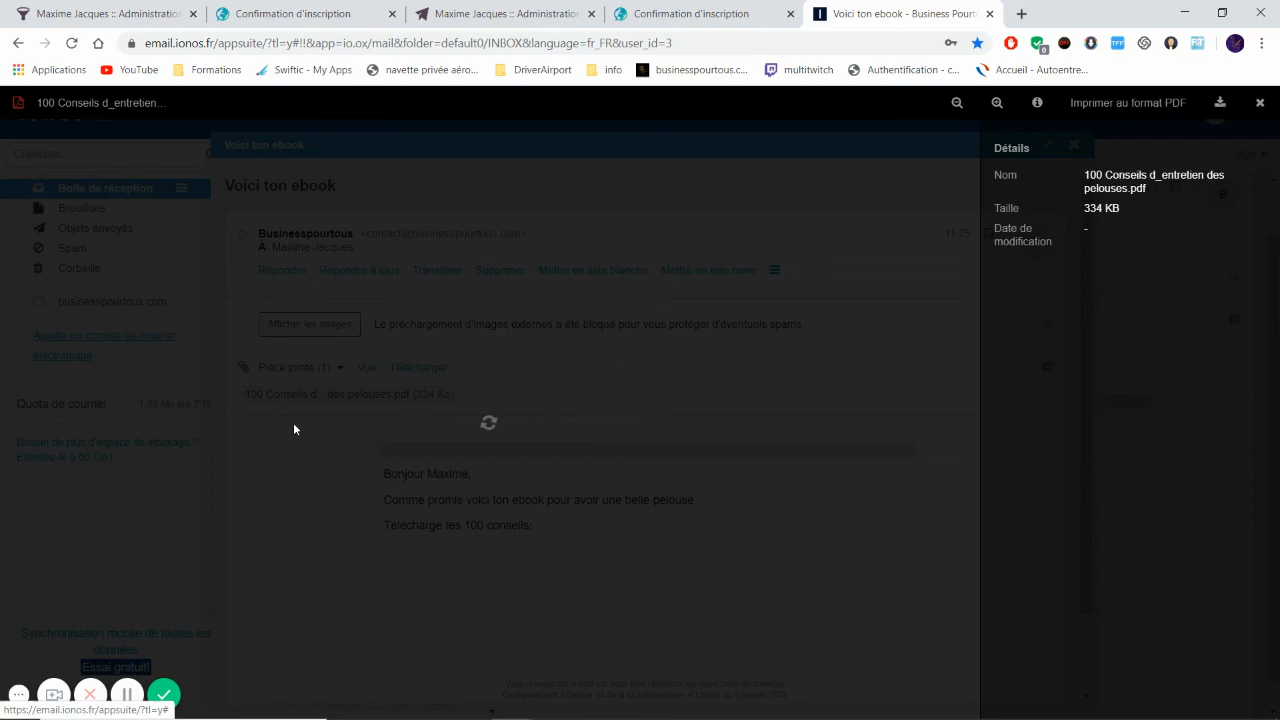 Maxime Jacques :: Administration
Confirmation d'inscription
Maxime Jacques :: Administration
Confirmation d'inscription
Voici ton ebook - Business Pourto
email.ionos.fr/appsuite/?tl=y#!!&app=io.ox/mail&folder=default0/INBOX&language=fr_FR&user_id=3
Applications
YouTube
Formations
Swiftic - My Apps
navette privée aéro...
DriverAirport
info
businesspourtous.c...
multitwitch
Authentification - c...
Accueil - Autoentre...
100 Conseils d_entretien...
Imprimer au format PDF
Chercher...
Voici ton ebook
Détails
Vue
Boîte de réception
Voici ton ebook
Nom
100 Conseils d_entretien des
pelouses.pdf
Brouillons
Taille
334 KB
Objets envoyés
Businesspourtous <contact@businesspourtous.com>
11:25
Date de
modification
-
Spam
À Maxime Jacques
Corbeille
Répondre
Répondre à tous
Transférer
Supprimer
Mettre en liste blanche
Mettre en liste noire
businesspourtous.com
Ajouter un compte de courrier
électronique
Afficher les images
Le préchargement d'images externes a été bloqué pour vous protéger d'éventuels spams.
Pièce jointe (1)
Vue
Télécharger
100 Conseils d_...des pelouses.pdf (334 Ko)
Quota de courriel
Besoin de plus d'espace de stockage ?
Etendez-le à 50 Go !
Bonjour Maxime,
Comme promis voici ton ebook pour avoir une belle pelouse
Télécharge tes 100 conseils:
Synchronisation mobile de toutes les
données
Essai gratuit!
https://email.ionos.fr/appsuite/?tl=y#